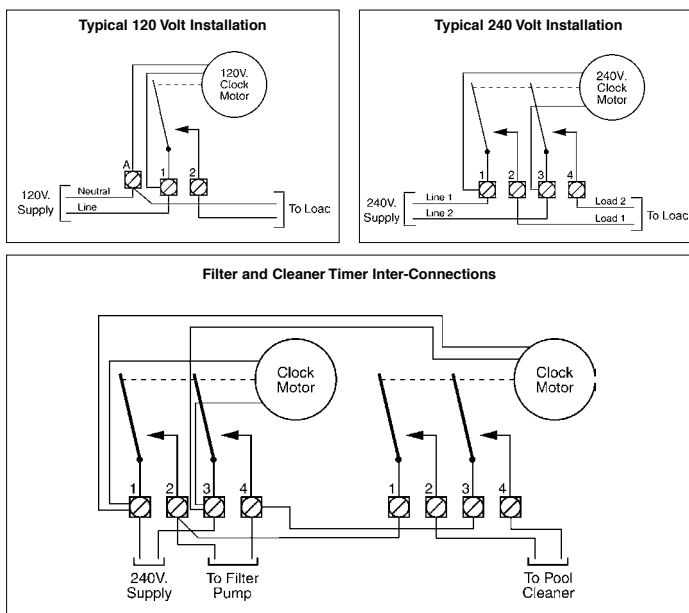 Typical 120 Volt Installation
120V.
Clock
Motor
A
1
2
120V.
Supply
Neutral
Line
To Loac
Typical 240 Volt Installation
240V.
Clock
Motor
1
2
3
4
240V.
Supply
Line 1
Line 2
Load 2
Load 1
To Loac
Filter and Cleaner Timer Inter-Connections
Clock
Motor
Clock
Motor
1
2
3
4
1
2
3
4
240V.
Supply
To Filter
Pump
To Pool
Cleaner